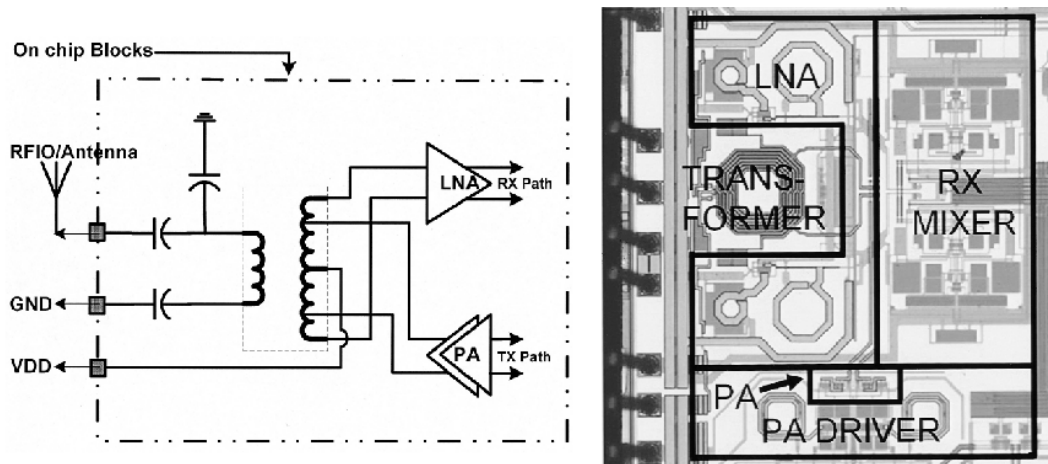 On chip Blocks
RFIO/Antenna
LNA
RX Path
GND
VDD
PA
TX Path
LNA
TRANS-
FORMER
RX
MIXER
PA
PA DRIVER